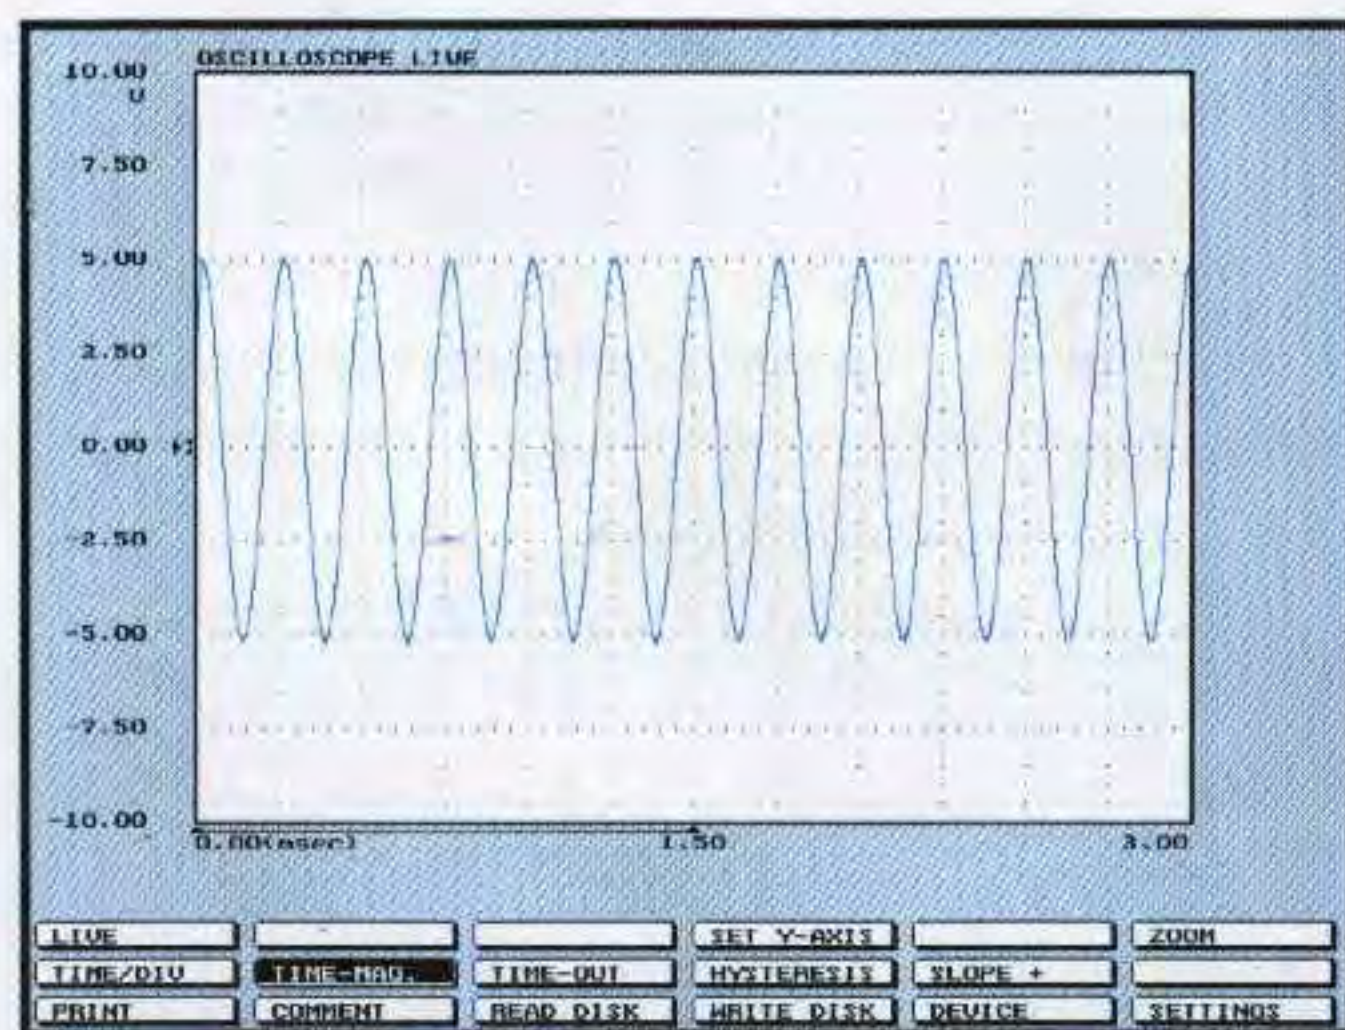 OSCILLOSCOPE LIVE
10.00
V
7.50
5.00
2.50
0.00
-2.50
-5.00
-7.50
-10.00
0.00(msec) 1.50 3.00
LIVE SET Y-AXIS ZOOM
TIME/DIV TIME-MAG. TIME-OUT HYSTERESIS SLOPE +
PRINT COMMENT READ DISK WRITE DISK DEVICE SETTINGS